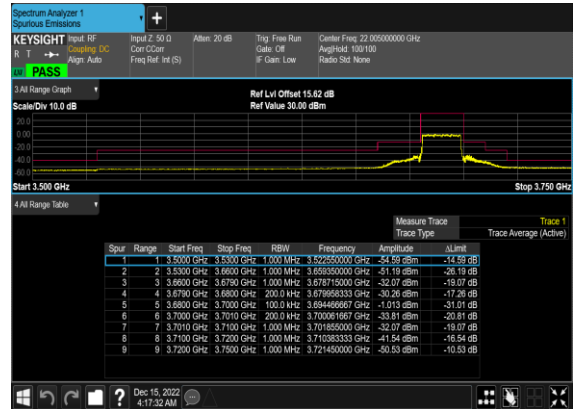 Spectrum Analyzer 1
Spurious Emissions
KEYSIGHT Input: RF Input Z: 50 Ω Atten: 20 dB Trig: Free Run Center Freq: 22.005000000 GHz
R T Coupling: DC Corr CCorr Gate: Off Avg|Hold: 100/100
Align: Auto Freq Ref: Int (S) IF Gain: Low Radio Std: None
PASS
3 All Range Graph
Ref Lvl Offset 15.62 dB
Scale/Div 10.0 dB Ref Value 30.00 dBm
20.0
0.00
-20.0
-40.0
-60.0
Start 3.500 GHz Stop 3.750 GHz
4 All Range Table
Measure Trace Trace 1
Trace Type Trace Average (Active)
Spur Range Start Freq Stop Freq RBW Frequency Amplitude ΔLimit
1 1 3.5000 GHz 3.5300 GHz 1.000 MHz 3.522550000 GHz -54.59 dBm -14.59 dB
2 2 3.5300 GHz 3.6600 GHz 1.000 MHz 3.659350000 GHz -51.19 dBm -26.19 dB
3 3 3.6600 GHz 3.6790 GHz 1.000 MHz 3.678715000 GHz -32.07 dBm -19.07 dB
4 4 3.6790 GHz 3.6800 GHz 200.0 kHz 3.679958333 GHz -30.26 dBm -17.26 dB
5 5 3.6800 GHz 3.7000 GHz 100.0 kHz 3.694466667 GHz -1.013 dBm -31.01 dB
6 6 3.7000 GHz 3.7010 GHz 200.0 kHz 3.700061667 GHz -33.81 dBm -20.81 dB
7 7 3.7010 GHz 3.7100 GHz 1.000 MHz 3.701855000 GHz -32.07 dBm -19.07 dB
8 8 3.7100 GHz 3.7200 GHz 1.000 MHz 3.710383333 GHz -41.54 dBm -16.54 dB
9 9 3.7200 GHz 3.7500 GHz 1.000 MHz 3.721450000 GHz -50.53 dBm -10.53 dB
Dec 15, 2022
4:17:32 AM